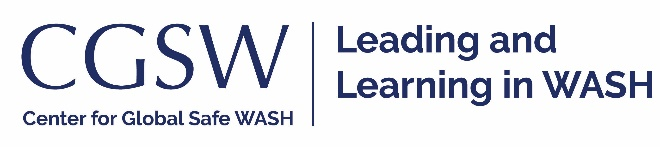 CGSW
Center for Global Safe WASH
Leading and
Learning in WASH